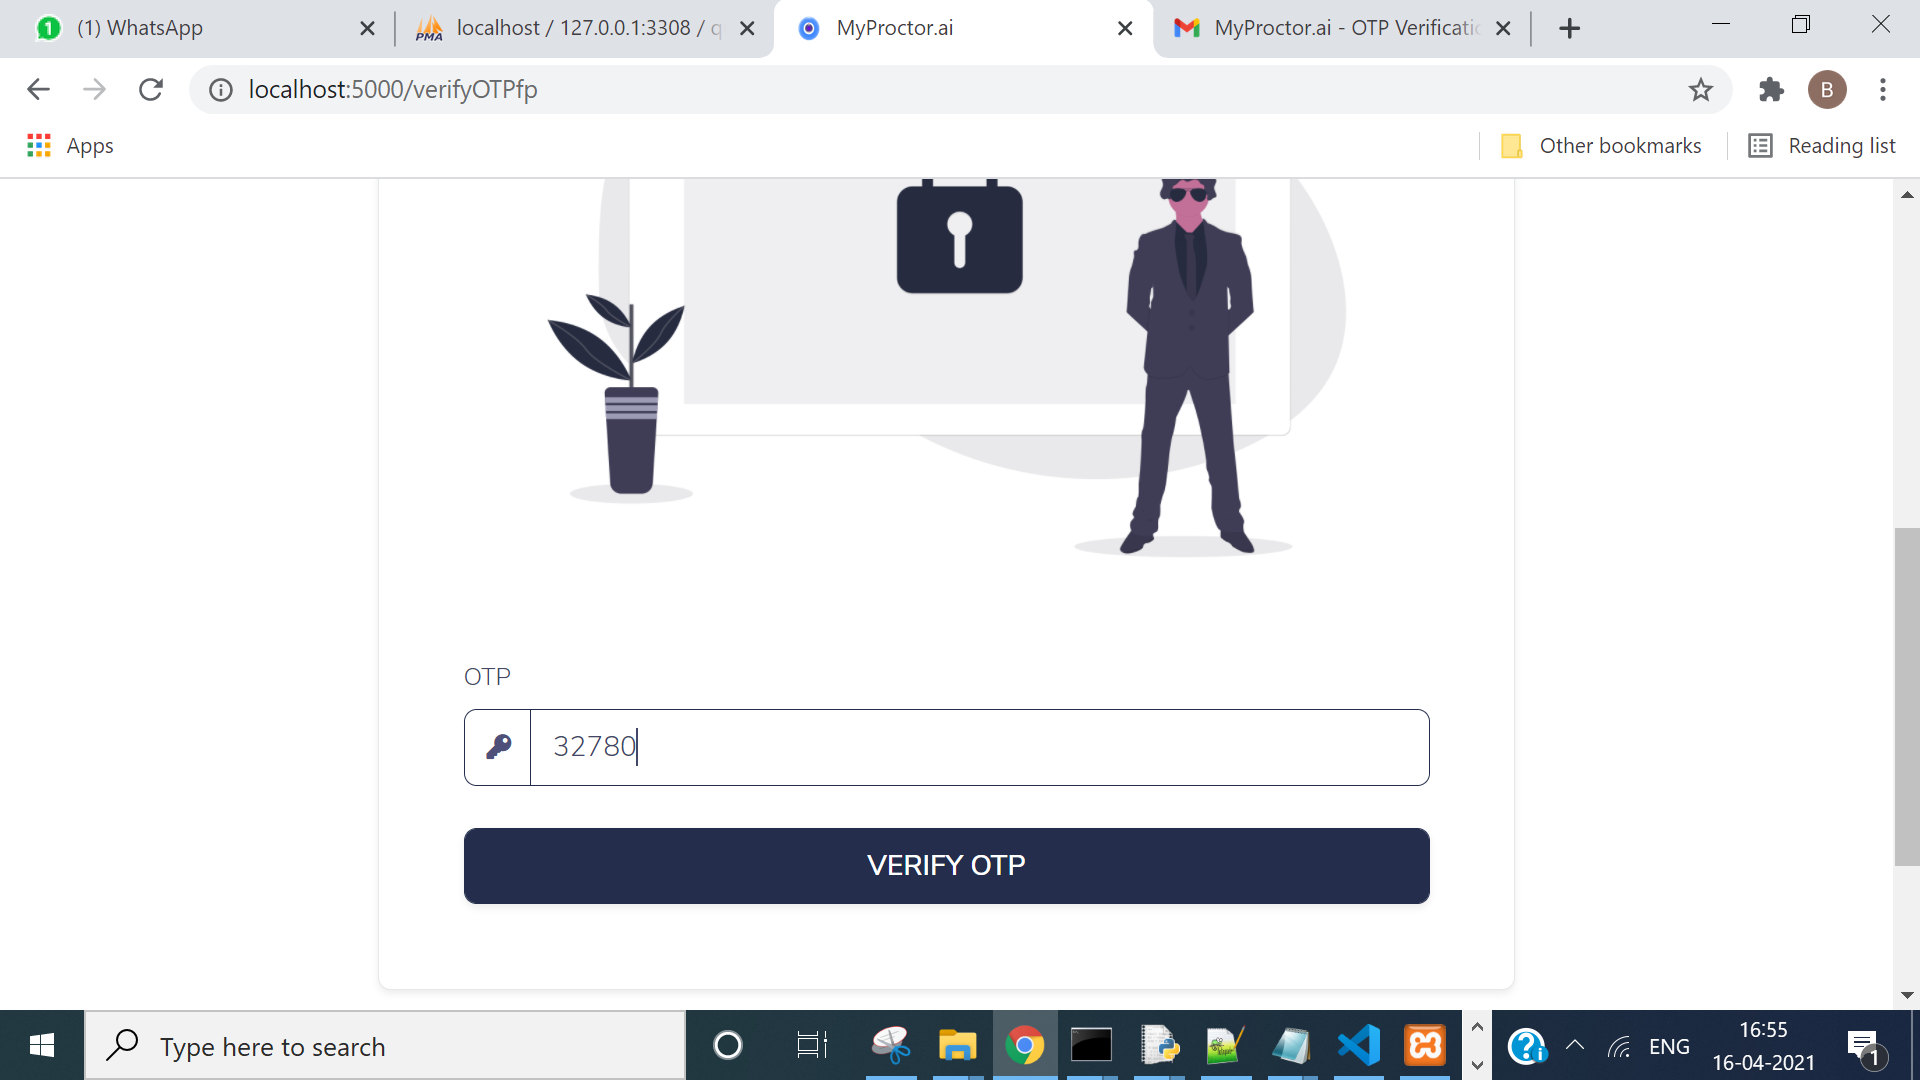 (1) WhatsApp
localhost / 127.0.0.1:3308 / q
MyProctor.ai
MyProctor.ai - OTP Verificati
localhost:5000/verifyOTPfp
B
Apps
Other bookmarks
Reading list
OTP
32780
VERIFY OTP
Type here to search
ENG
16:55
16-04-2021
1